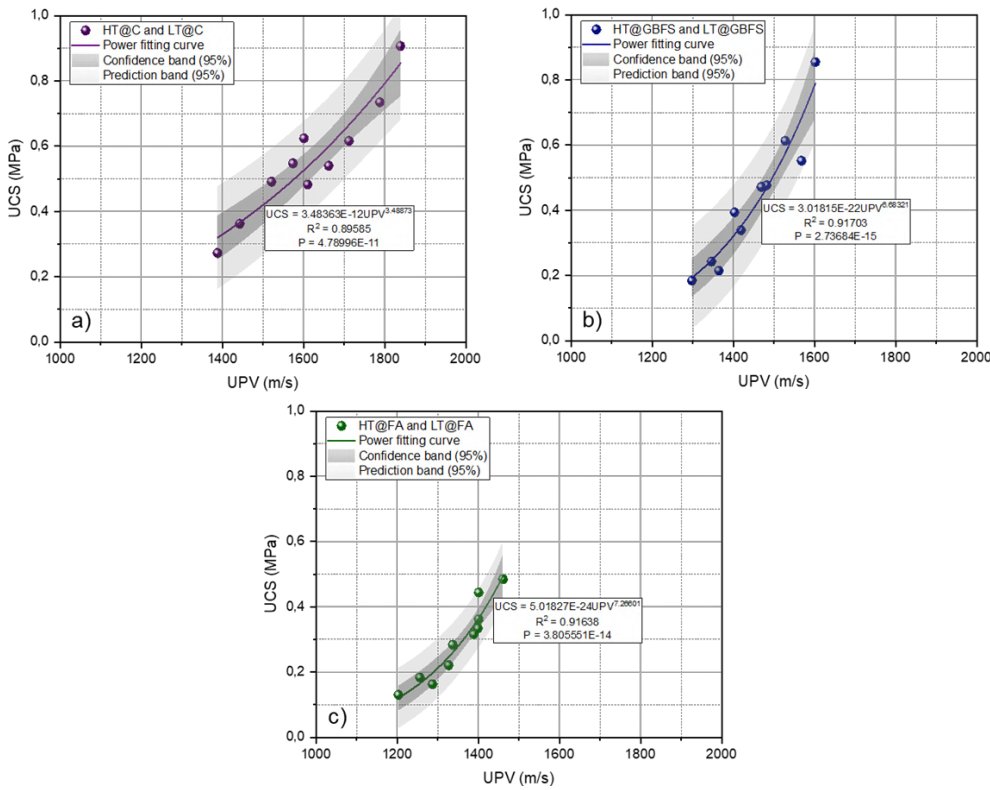 HT@C and LT@C
Power fitting curve
Confidence band (95%)
Prediction band (95%)
UCS (MPa)
1,0
0,8
0,6
0,4
0,2
0,0
UCS = 3.48363E-12UPV^3.48873
R² = 0.89585
P = 4.78996E-11
a)
1000 1200 1400 1600 1800 2000
UPV (m/s)
HT@GBFS and LT@GBFS
Power fitting curve
Confidence band (95%)
Prediction band (95%)
UCS (MPa)
1,0
0,8
0,6
0,4
0,2
0,0
UCS = 3.01815E-22UPV^6.68321
R² = 0.91703
P = 2.73684E-15
b)
1000 1200 1400 1600 1800 2000
UPV (m/s)
HT@FA and LT@FA
Power fitting curve
Confidence band (95%)
Prediction band (95%)
UCS (MPa)
1,0
0,8
0,6
0,4
0,2
0,0
UCS = 5.01827E-24UPV^7.26601
R² = 0.91638
P = 3.805551E-14
c)
1000 1200 1400 1600 1800 2000
UPV (m/s)